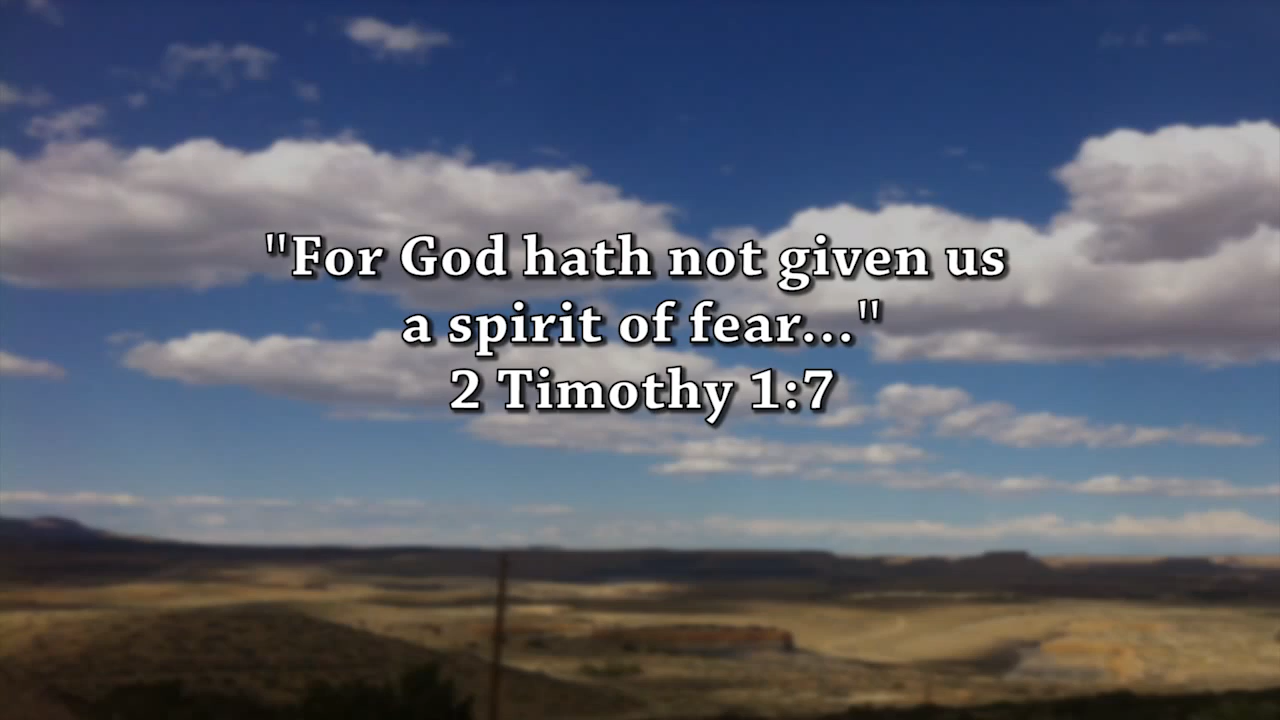 "For God hath not given us
a spirit of fear..."
2 Timothy 1:7